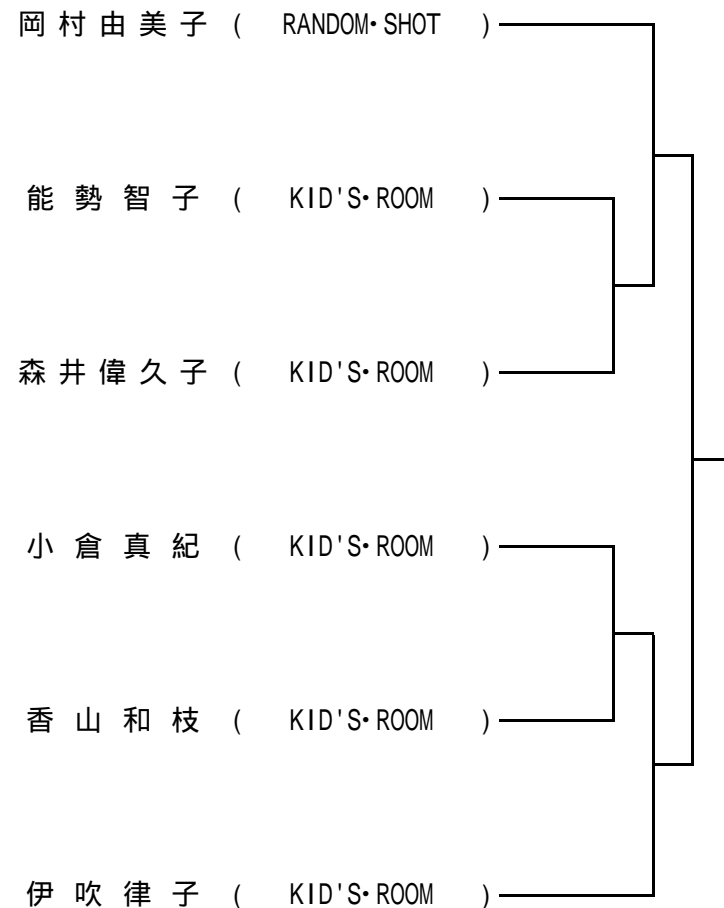 岡村由美子 ( RANDOM・SHOT )
能勢智子 ( KID'S・ROOM )
森井偉久子 ( KID'S・ROOM )
小倉真紀 ( KID'S・ROOM )
香山和枝 ( KID'S・ROOM )
伊吹律子 ( KID'S・ROOM )